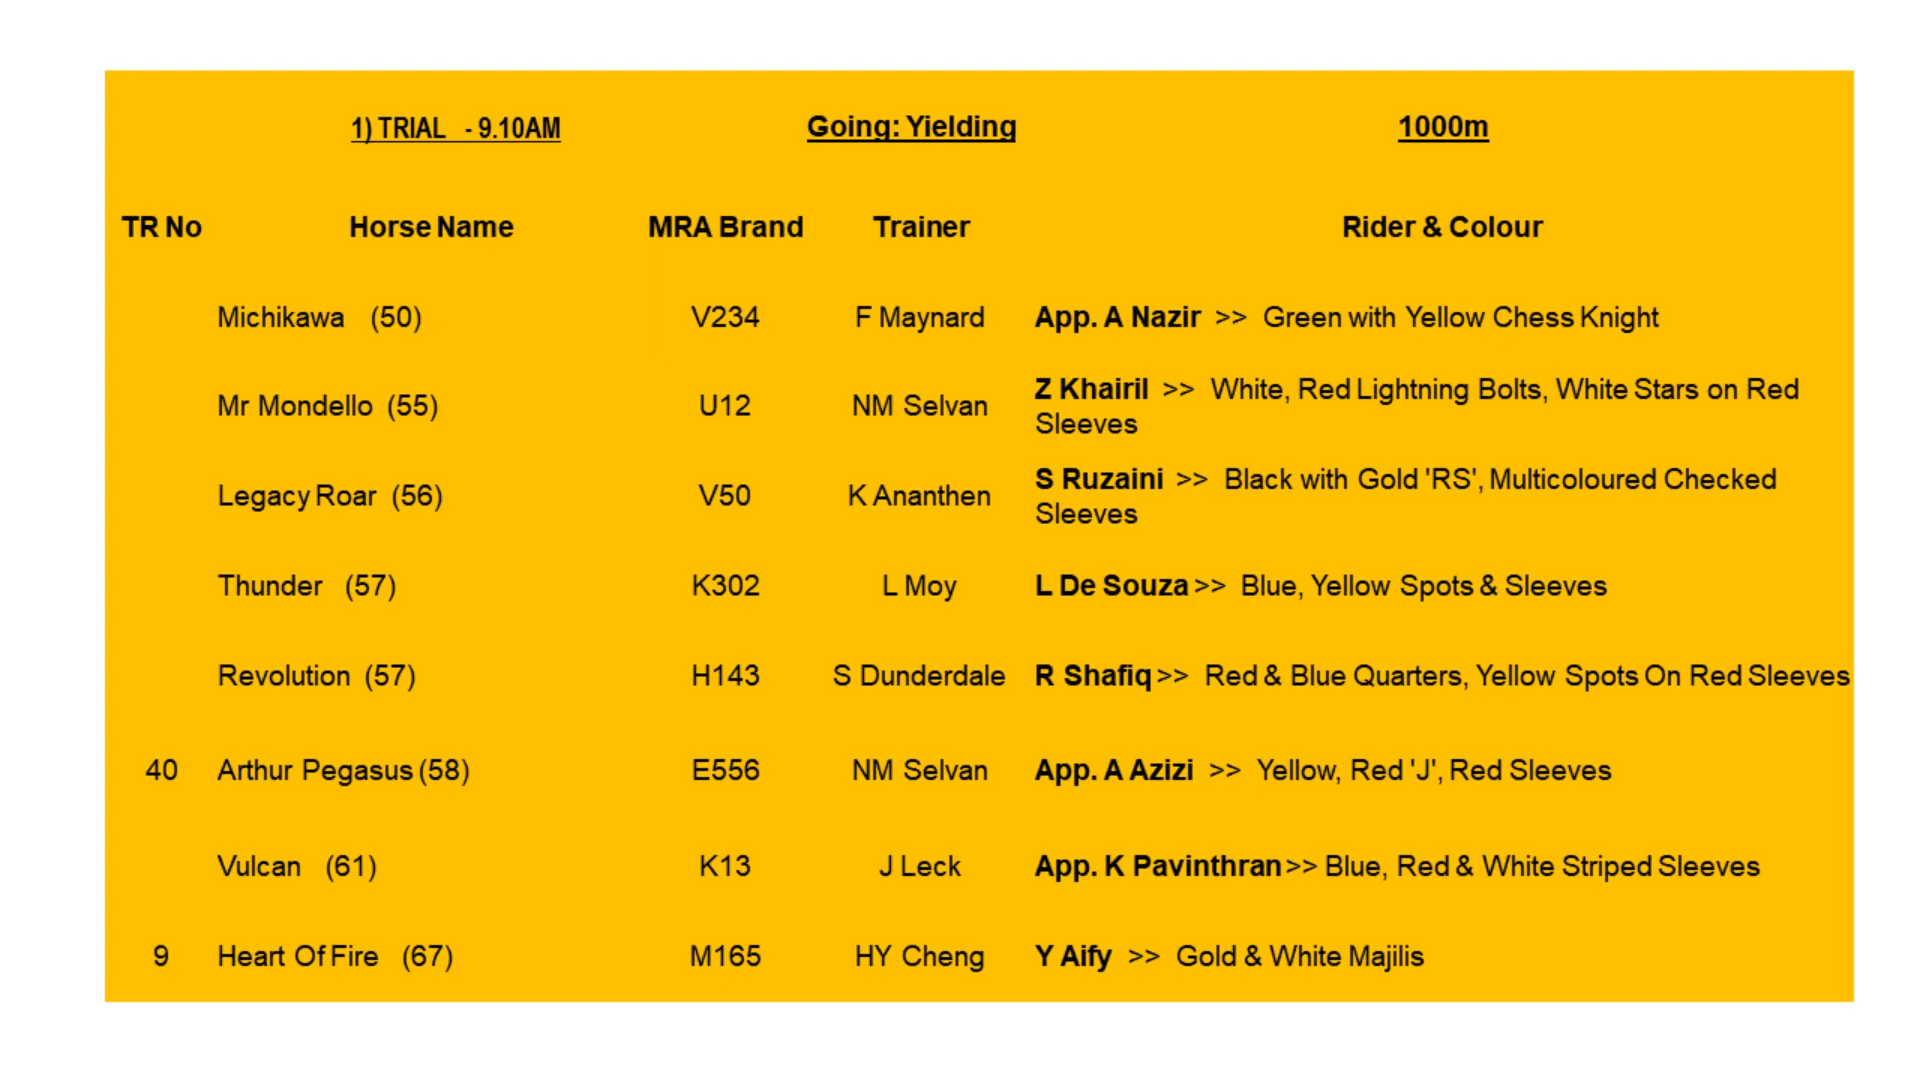 1) TRIAL - 9.10AM Going: Yielding 1000m
TR No Horse Name MRA Brand Trainer Rider & Colour
Michikawa (50) V234 F Maynard App. A Nazir >> Green with Yellow Chess Knight
Mr Mondello (55) U12 NM Selvan Z Khairil >> White, Red Lightning Bolts, White Stars on Red
Sleeves
Legacy Roar (56) V50 K Ananthen S Ruzaini >> Black with Gold 'RS', Multicoloured Checked
Sleeves
Thunder (57) K302 L Moy L De Souza >> Blue, Yellow Spots & Sleeves
Revolution (57) H143 S Dunderdale R Shafiq >> Red & Blue Quarters, Yellow Spots On Red Sleeves
40 Arthur Pegasus (58) E556 NM Selvan App. A Azizi >> Yellow, Red 'J', Red Sleeves
Vulcan (61) K13 J Leck App. K Pavinthran >> Blue, Red & White Striped Sleeves
9 Heart Of Fire (67) M165 HY Cheng Y Aify >> Gold & White Majilis